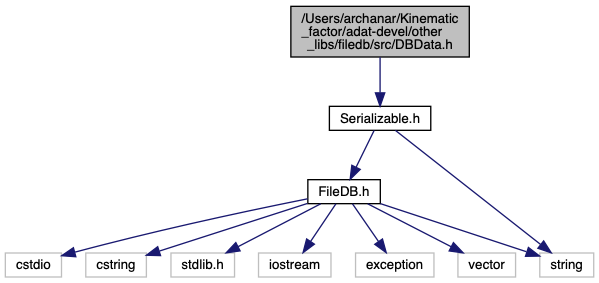 /Users/archanar/Kinematic
_factor/adat-devel/other
_libs/filedb/src/DBData.h
Serializable.h
FileDB.h
cstdio
cstring
stdlib.h
iostream
exception
vector
string